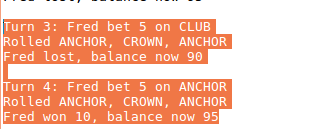 Turn 3: Fred bet 5 on CLUB
Rolled ANCHOR, CROWN, ANCHOR
Fred lost, balance now 90
Turn 4: Fred bet 5 on ANCHOR
Rolled ANCHOR, CROWN, ANCHOR
Fred won 10, balance now 95